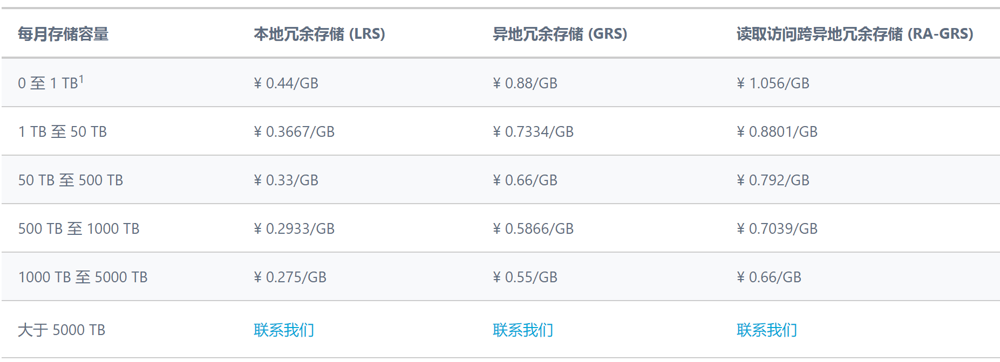 每月存储容量 本地冗余存储 (LRS) 异地冗余存储 (GRS) 读取访问跨异地冗余存储 (RA-GRS)
0 至 1 TB¹ ¥ 0.44/GB ¥ 0.88/GB ¥ 1.056/GB
1 TB 至 50 TB ¥ 0.3667/GB ¥ 0.7334/GB ¥ 0.8801/GB
50 TB 至 500 TB ¥ 0.33/GB ¥ 0.66/GB ¥ 0.792/GB
500 TB 至 1000 TB ¥ 0.2933/GB ¥ 0.5866/GB ¥ 0.7039/GB
1000 TB 至 5000 TB ¥ 0.275/GB ¥ 0.55/GB ¥ 0.66/GB
大于 5000 TB 联系我们 联系我们 联系我们